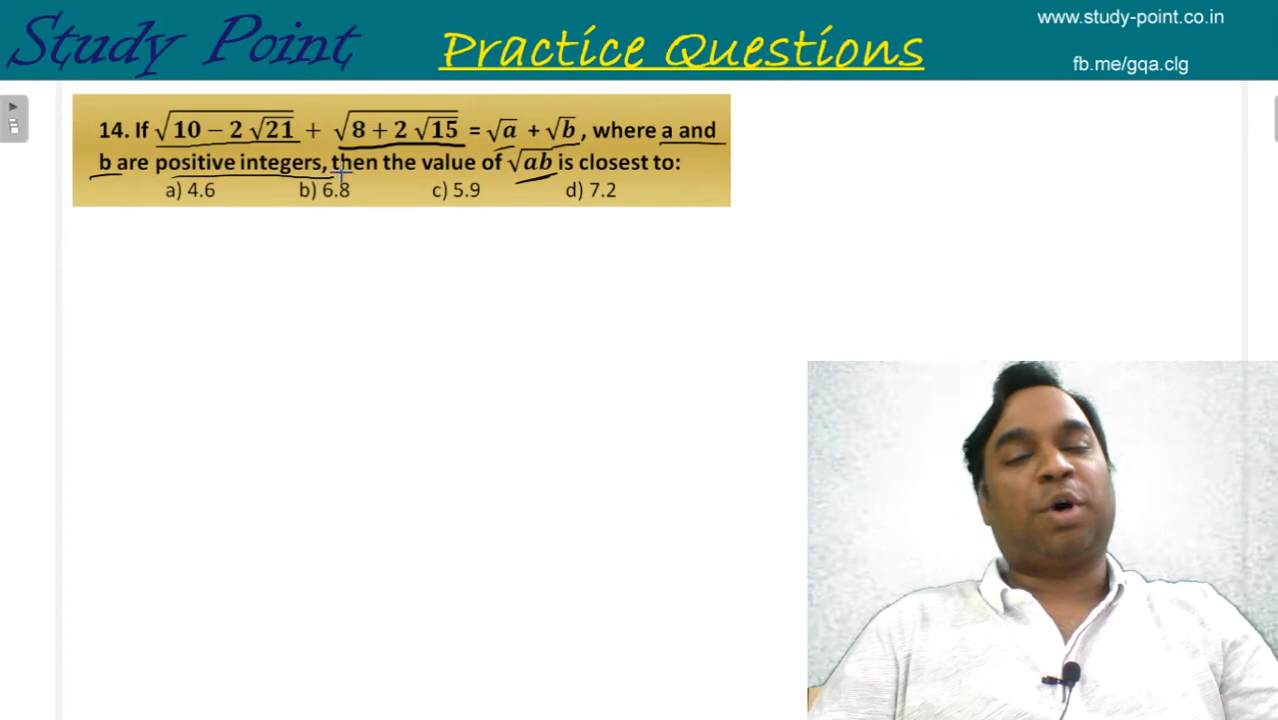 Study Point
Practice Questions
www.study-point.co.in
fb.me/gqa.clg
14. If √10 − 2 √21 + √8 + 2 √15 = √a + √b, where a and
b are positive integers, then the value of √ab is closest to:
a) 4.6 b) 6.8 c) 5.9 d) 7.2